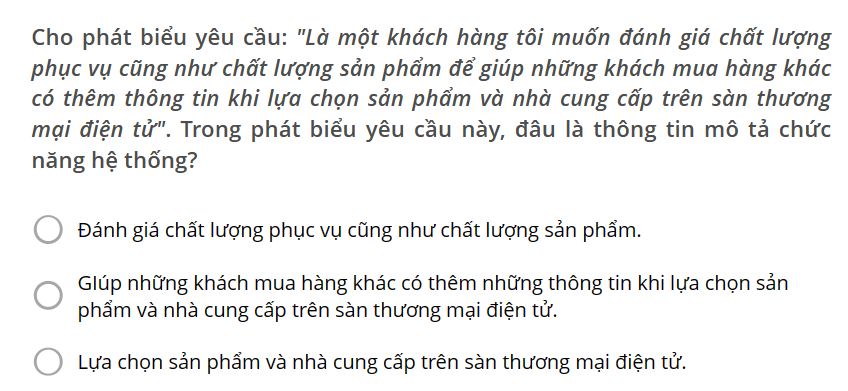 Cho phát biểu yêu cầu: "Là một khách hàng tôi muốn đánh giá chất lượng
phục vụ cũng như chất lượng sản phẩm để giúp những khách mua hàng khác
có thêm thông tin khi lựa chọn sản phẩm và nhà cung cấp trên sàn thương
mại điện tử". Trong phát biểu yêu cầu này, đâu là thông tin mô tả chức
năng hệ thống?
Đánh giá chất lượng phục vụ cũng như chất lượng sản phẩm.
GIúp những khách mua hàng khác có thêm những thông tin khi lựa chọn sản
phẩm và nhà cung cấp trên sàn thương mại điện tử.
Lựa chọn sản phẩm và nhà cung cấp trên sàn thương mại điện tử.